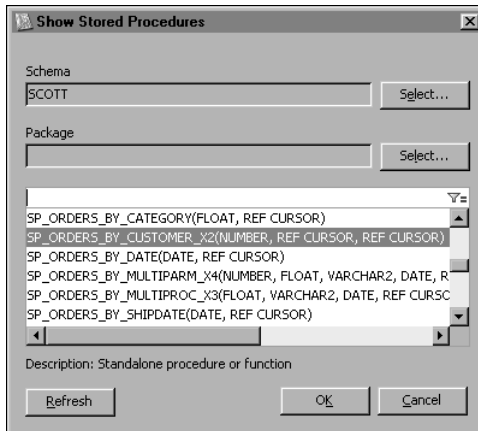 Show Stored Procedures
Schema
SCOTT
Select...
Package
Select...
SP_ORDERS_BY_CATEGORY(FLOAT, REF CURSOR)
SP_ORDERS_BY_CUSTOMER_X2(NUMBER, REF CURSOR, REF CURSOR)
SP_ORDERS_BY_DATE(DATE, REF CURSOR)
SP_ORDERS_BY_MULTIPARM_X4(NUMBER, FLOAT, VARCHAR2, DATE, R
SP_ORDERS_BY_MULTIPROC_X3(FLOAT, VARCHAR2, DATE, REF CURSC
SP_ORDERS_BY_SHIPDATE(DATE, REF CURSOR)
Description: Standalone procedure or function
Refresh
OK
Cancel